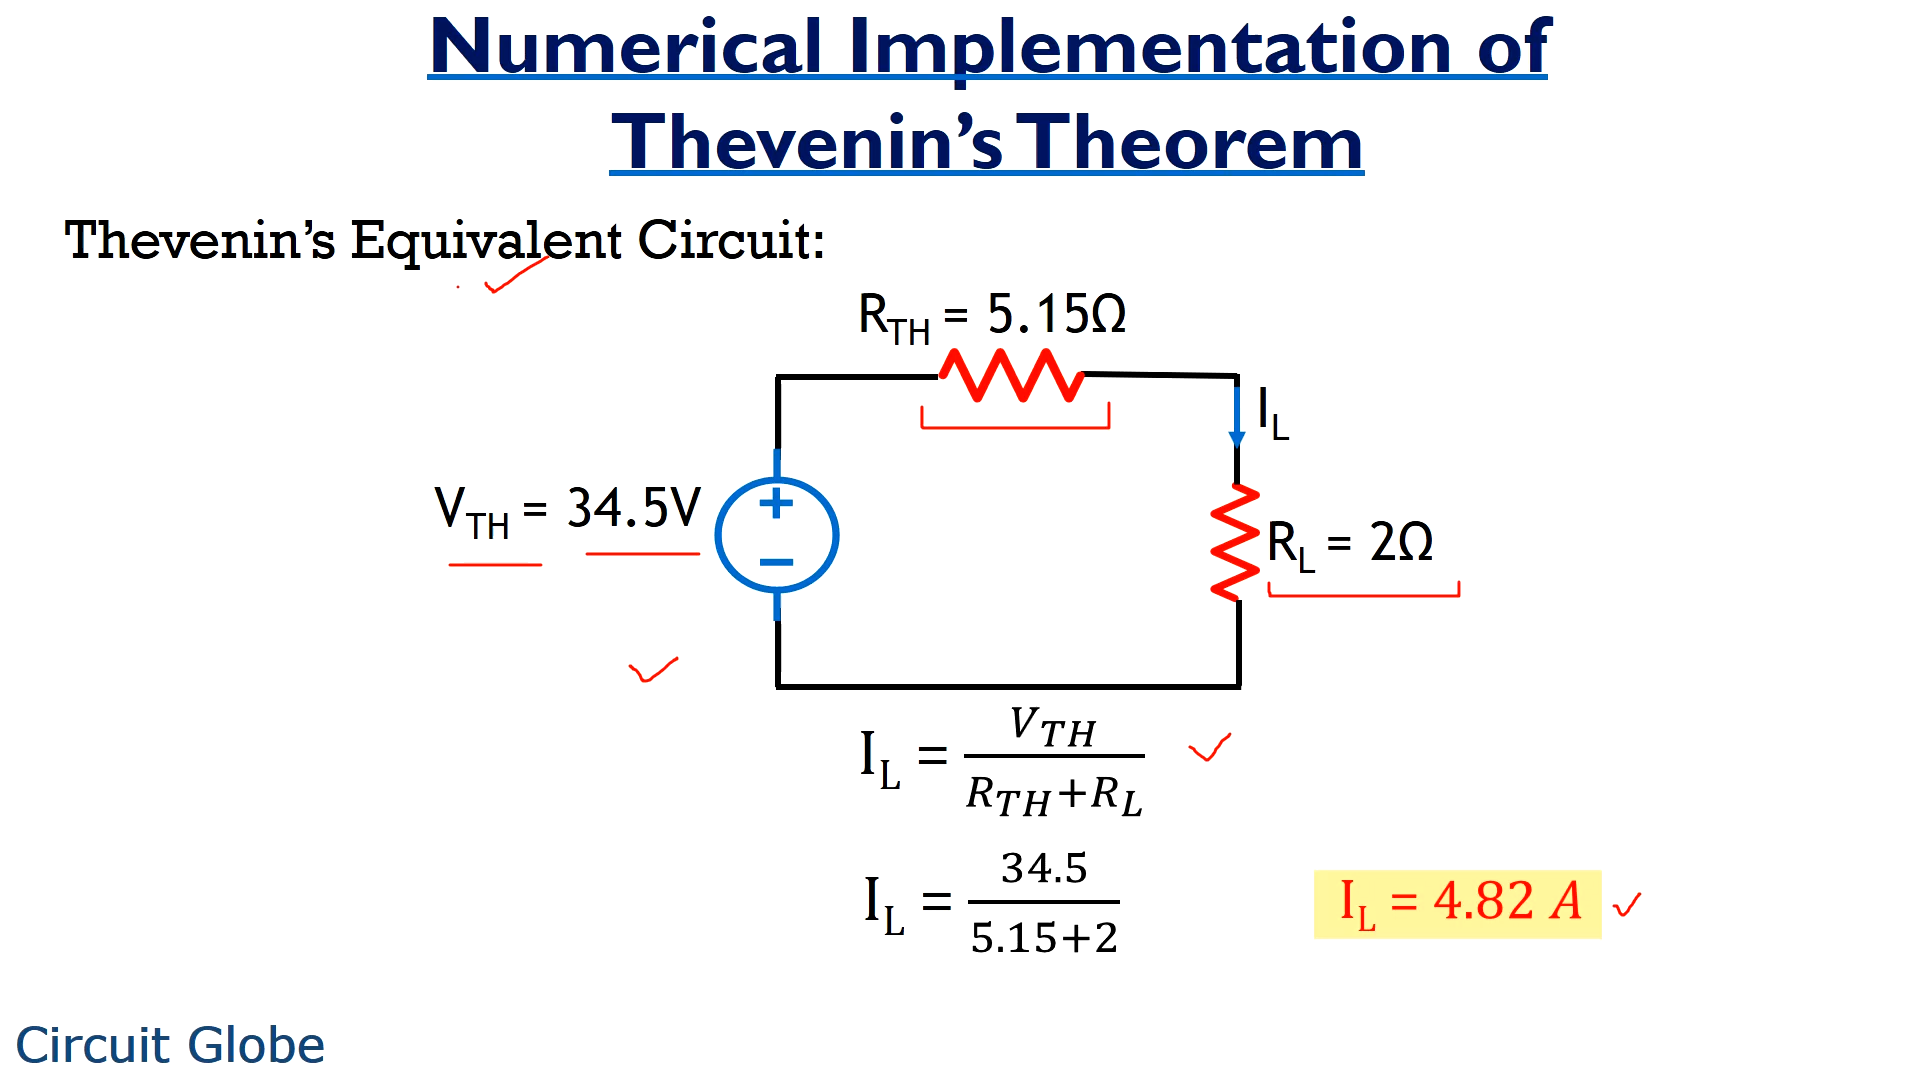 Numerical Implementation of
Thevenin’s Theorem
Thevenin’s Equivalent Circuit:
R_TH = 5.15Ω
I_L
V_TH = 34.5V
+
−
R_L = 2Ω
I_L = V_TH / (R_TH+R_L)
I_L = 34.5 / (5.15+2)
I_L = 4.82 A
Circuit Globe